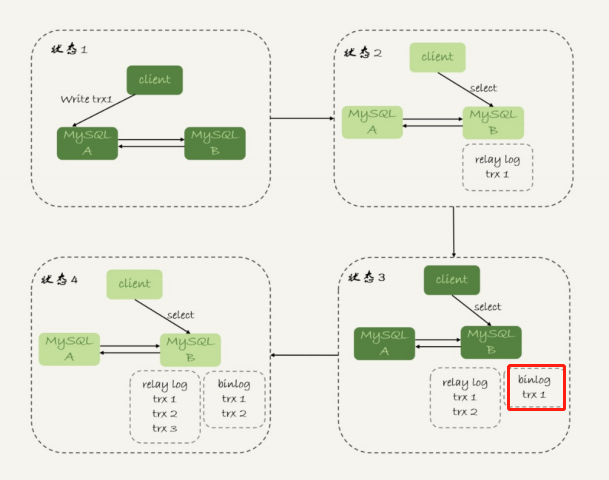 状态1
client
Write trx1
MySQL
A
MySQL
B
状态2
client
select
MySQL
A
MySQL
B
relay log
trx 1
状态3
client
select
MySQL
A
MySQL
B
relay log
trx 1
trx 2
binlog
trx 1
状态4
client
select
MySQL
A
MySQL
B
relay log
trx 1
trx 2
trx 3
binlog
trx 1
trx 2